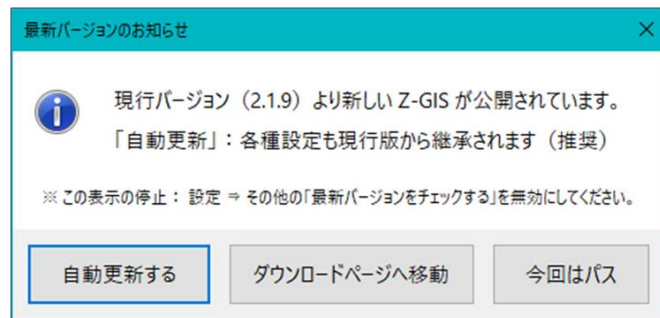 最新バージョンのお知らせ
現行バージョン（2.1.9）より新しい Z-GIS が公開されています。
「自動更新」：各種設定も現行版から継承されます（推奨）
※ この表示の停止： 設定 ⇒ その他の「最新バージョンをチェックする」を無効にしてください。
自動更新する
ダウンロードページへ移動
今回はパス